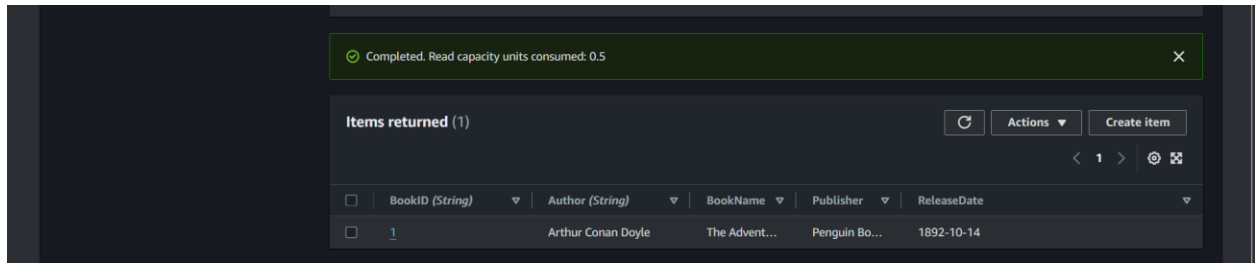 Completed. Read capacity units consumed: 0.5
Items returned (1)
Actions
Create item
1
BookID (String) Author (String) BookName Publisher ReleaseDate
1 Arthur Conan Doyle The Advent... Penguin Bo... 1892-10-14